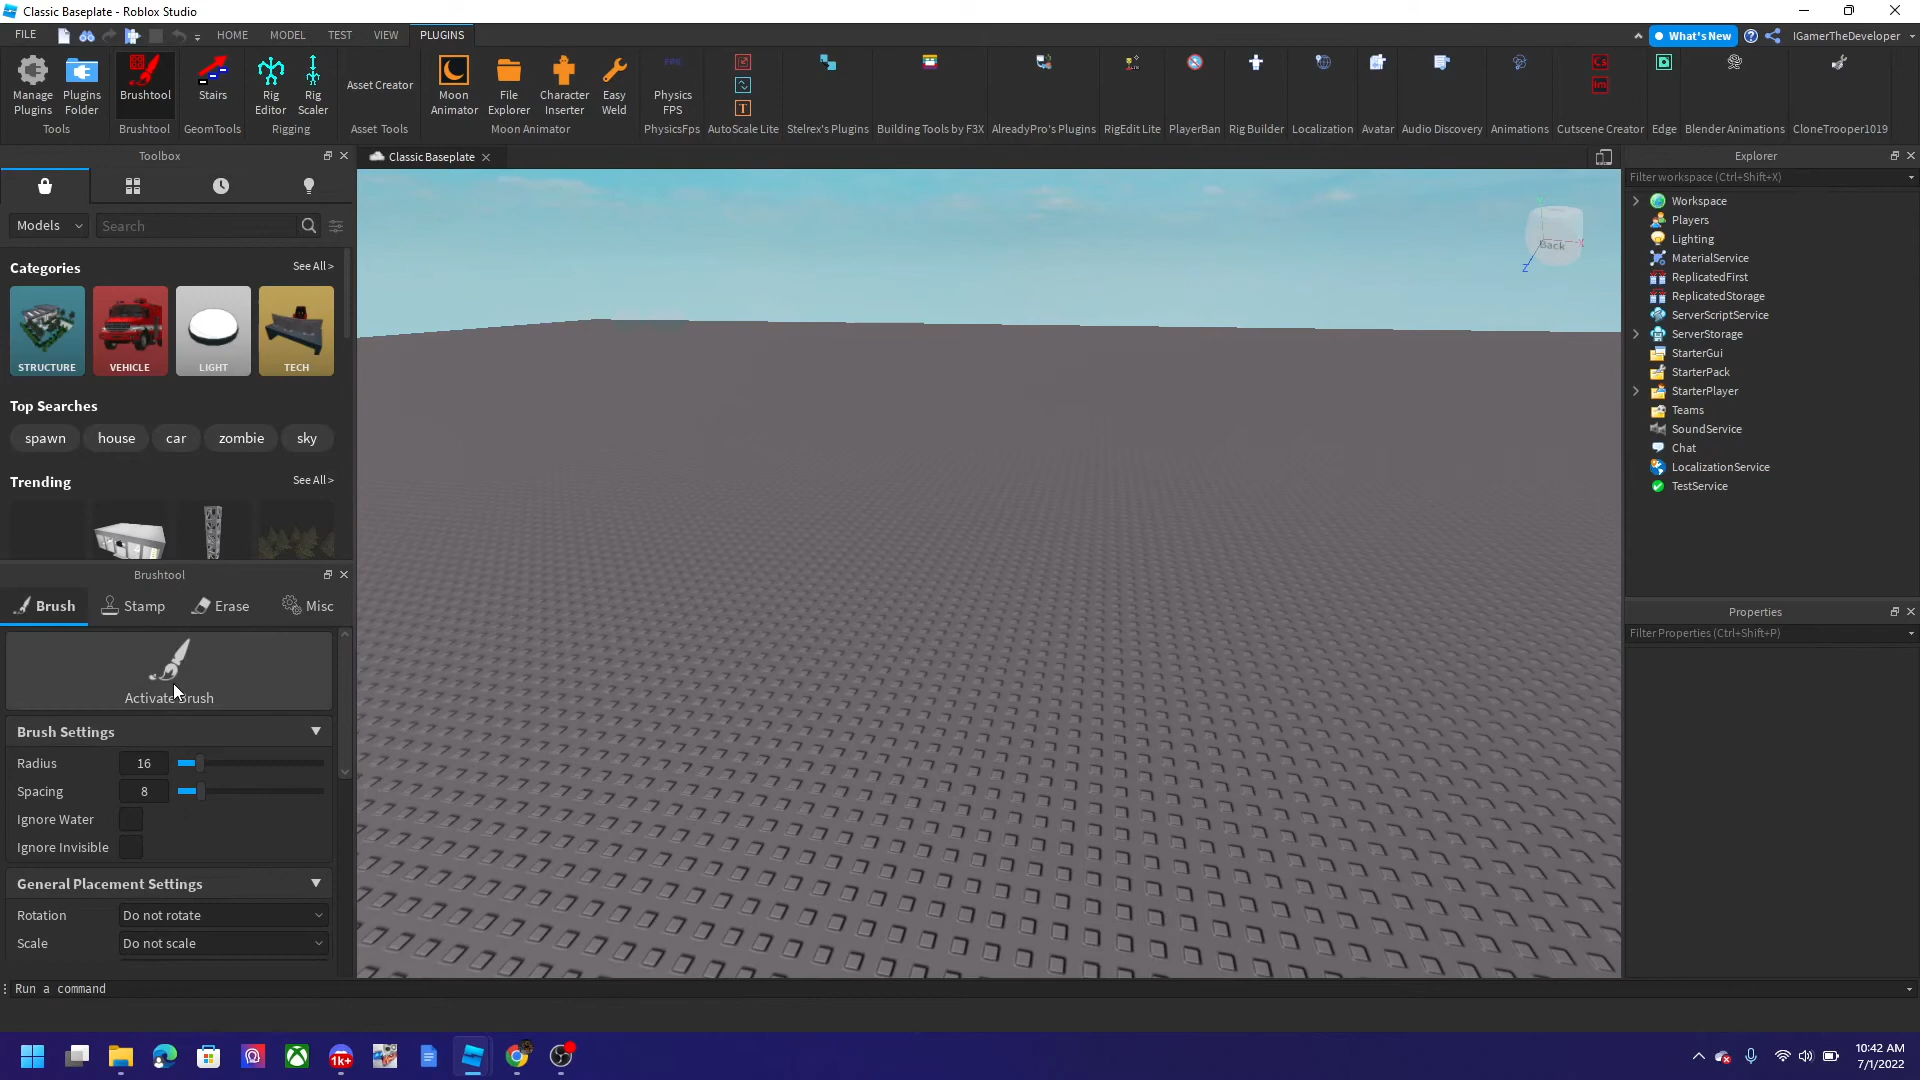 Classic Baseplate - Roblox Studio
FILE HOME MODEL TEST VIEW PLUGINS What's New IGamerTheDeveloper
Manage Plugins
Plugins Folder
Tools
Brushtool
Brushtool
Stairs
GeomTools
Rig Editor
Rig Scaler
Rigging
Asset Creator
Asset Tools
Moon Animator
File Explorer
Character Inserter
Easy Weld
Moon Animator
Physics FPS
PhysicsFps
AutoScale Lite
Stelrex's Plugins
Building Tools by F3X
AlreadyPro's Plugins
RigEdit Lite
PlayerBan
Rig Builder
Localization
Avatar
Audio Discovery
Animations
Cs
Im
Cutscene Creator
Edge
Blender Animations
CloneTrooper1019
Toolbox
Models
Search
Categories See All >
STRUCTURE VEHICLE LIGHT TECH
Top Searches
spawn house car zombie sky
Trending See All >
Brushtool
Brush Stamp Erase Misc
Activate Brush
Brush Settings
Radius 16
Spacing 8
Ignore Water
Ignore Invisible
General Placement Settings
Rotation Do not rotate
Scale Do not scale
Classic Baseplate
Back
X
Z
Explorer
Filter workspace (Ctrl+Shift+X)
Workspace
Players
Lighting
MaterialService
ReplicatedFirst
ReplicatedStorage
ServerScriptService
ServerStorage
StarterGui
StarterPack
StarterPlayer
Teams
SoundService
Chat
LocalizationService
TestService
Properties
Filter Properties (Ctrl+Shift+P)
Run a command
1k+
10:42 AM
7/1/2022